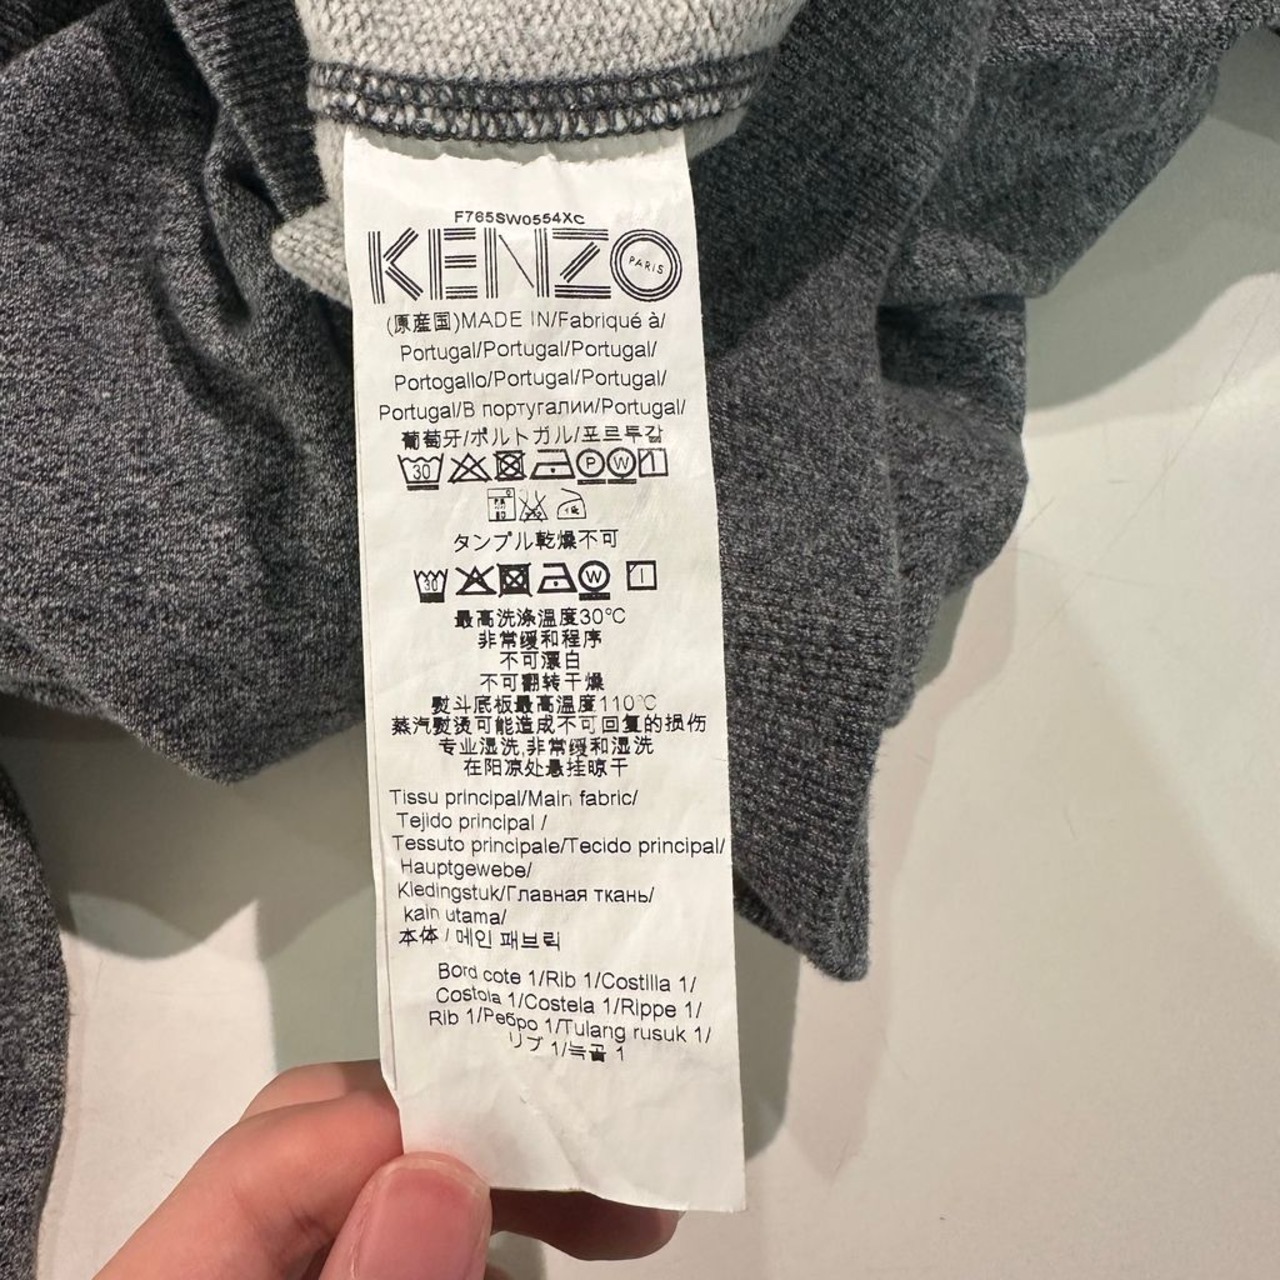 F765SW0554XC
KENZO PARIS
(原産国)MADE IN/Fabriqué à/
Portugal/Portugal/Portugal/
Portogallo/Portugal/Portugal/
Portugal/В португалии/Portugal/
葡萄牙/ポルトガル/포르투갈
30 P W
タンブル乾燥不可
30 W
最高洗涤温度30°C
非常缓和程序
不可漂白
不可翻转干燥
熨斗底板最高温度110°C
蒸汽熨烫可能造成不可回复的损伤
专业湿洗,非常缓和湿洗
在阳凉处悬挂晾干
Tissu principal/Main fabric/
Tejido principal /
Tessuto principale/Tecido principal/
Hauptgewebe/
Kledingstuk/Главная ткань/
kain utama/
本体 / 메인 패브릭
Bord cote 1/Rib 1/Costilla 1/
Costola 1/Costela 1/Rippe 1/
Rib 1/Ребро 1/Tulang rusuk 1/
リブ 1/늑골 1